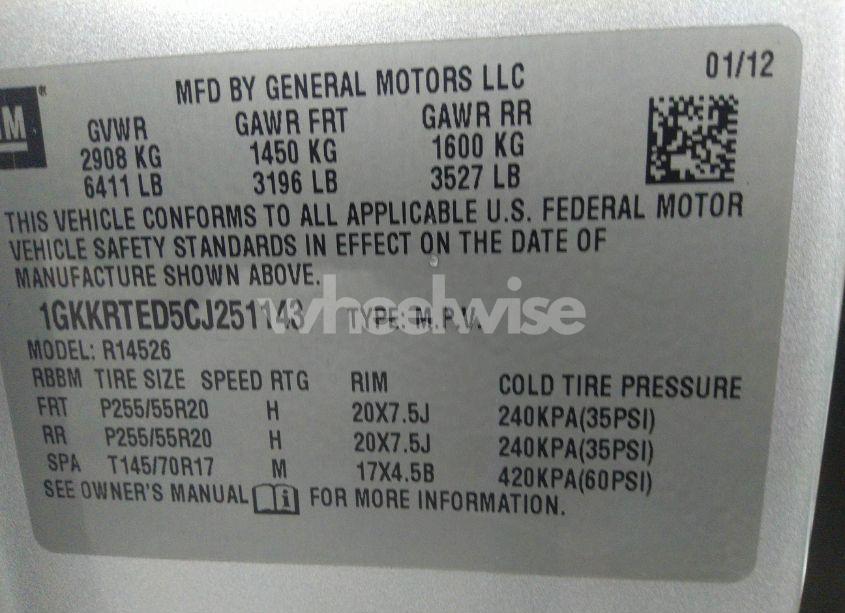 GM®
MFD BY GENERAL MOTORS LLC 01/12
GVWR GAWR FRT GAWR RR
2908 KG 1450 KG 1600 KG
6411 LB 3196 LB 3527 LB
THIS VEHICLE CONFORMS TO ALL APPLICABLE U.S. FEDERAL MOTOR
VEHICLE SAFETY STANDARDS IN EFFECT ON THE DATE OF
MANUFACTURE SHOWN ABOVE.
1GKKRTED5CJ251143 TYPE: M.P.V.
wheelwise
MODEL: R14526
RBBM TIRE SIZE SPEED RTG RIM COLD TIRE PRESSURE
FRT P255/55R20 H 20X7.5J 240KPA(35PSI)
RR P255/55R20 H 20X7.5J 240KPA(35PSI)
SPA T145/70R17 M 17X4.5B 420KPA(60PSI)
SEE OWNER'S MANUAL FOR MORE INFORMATION.